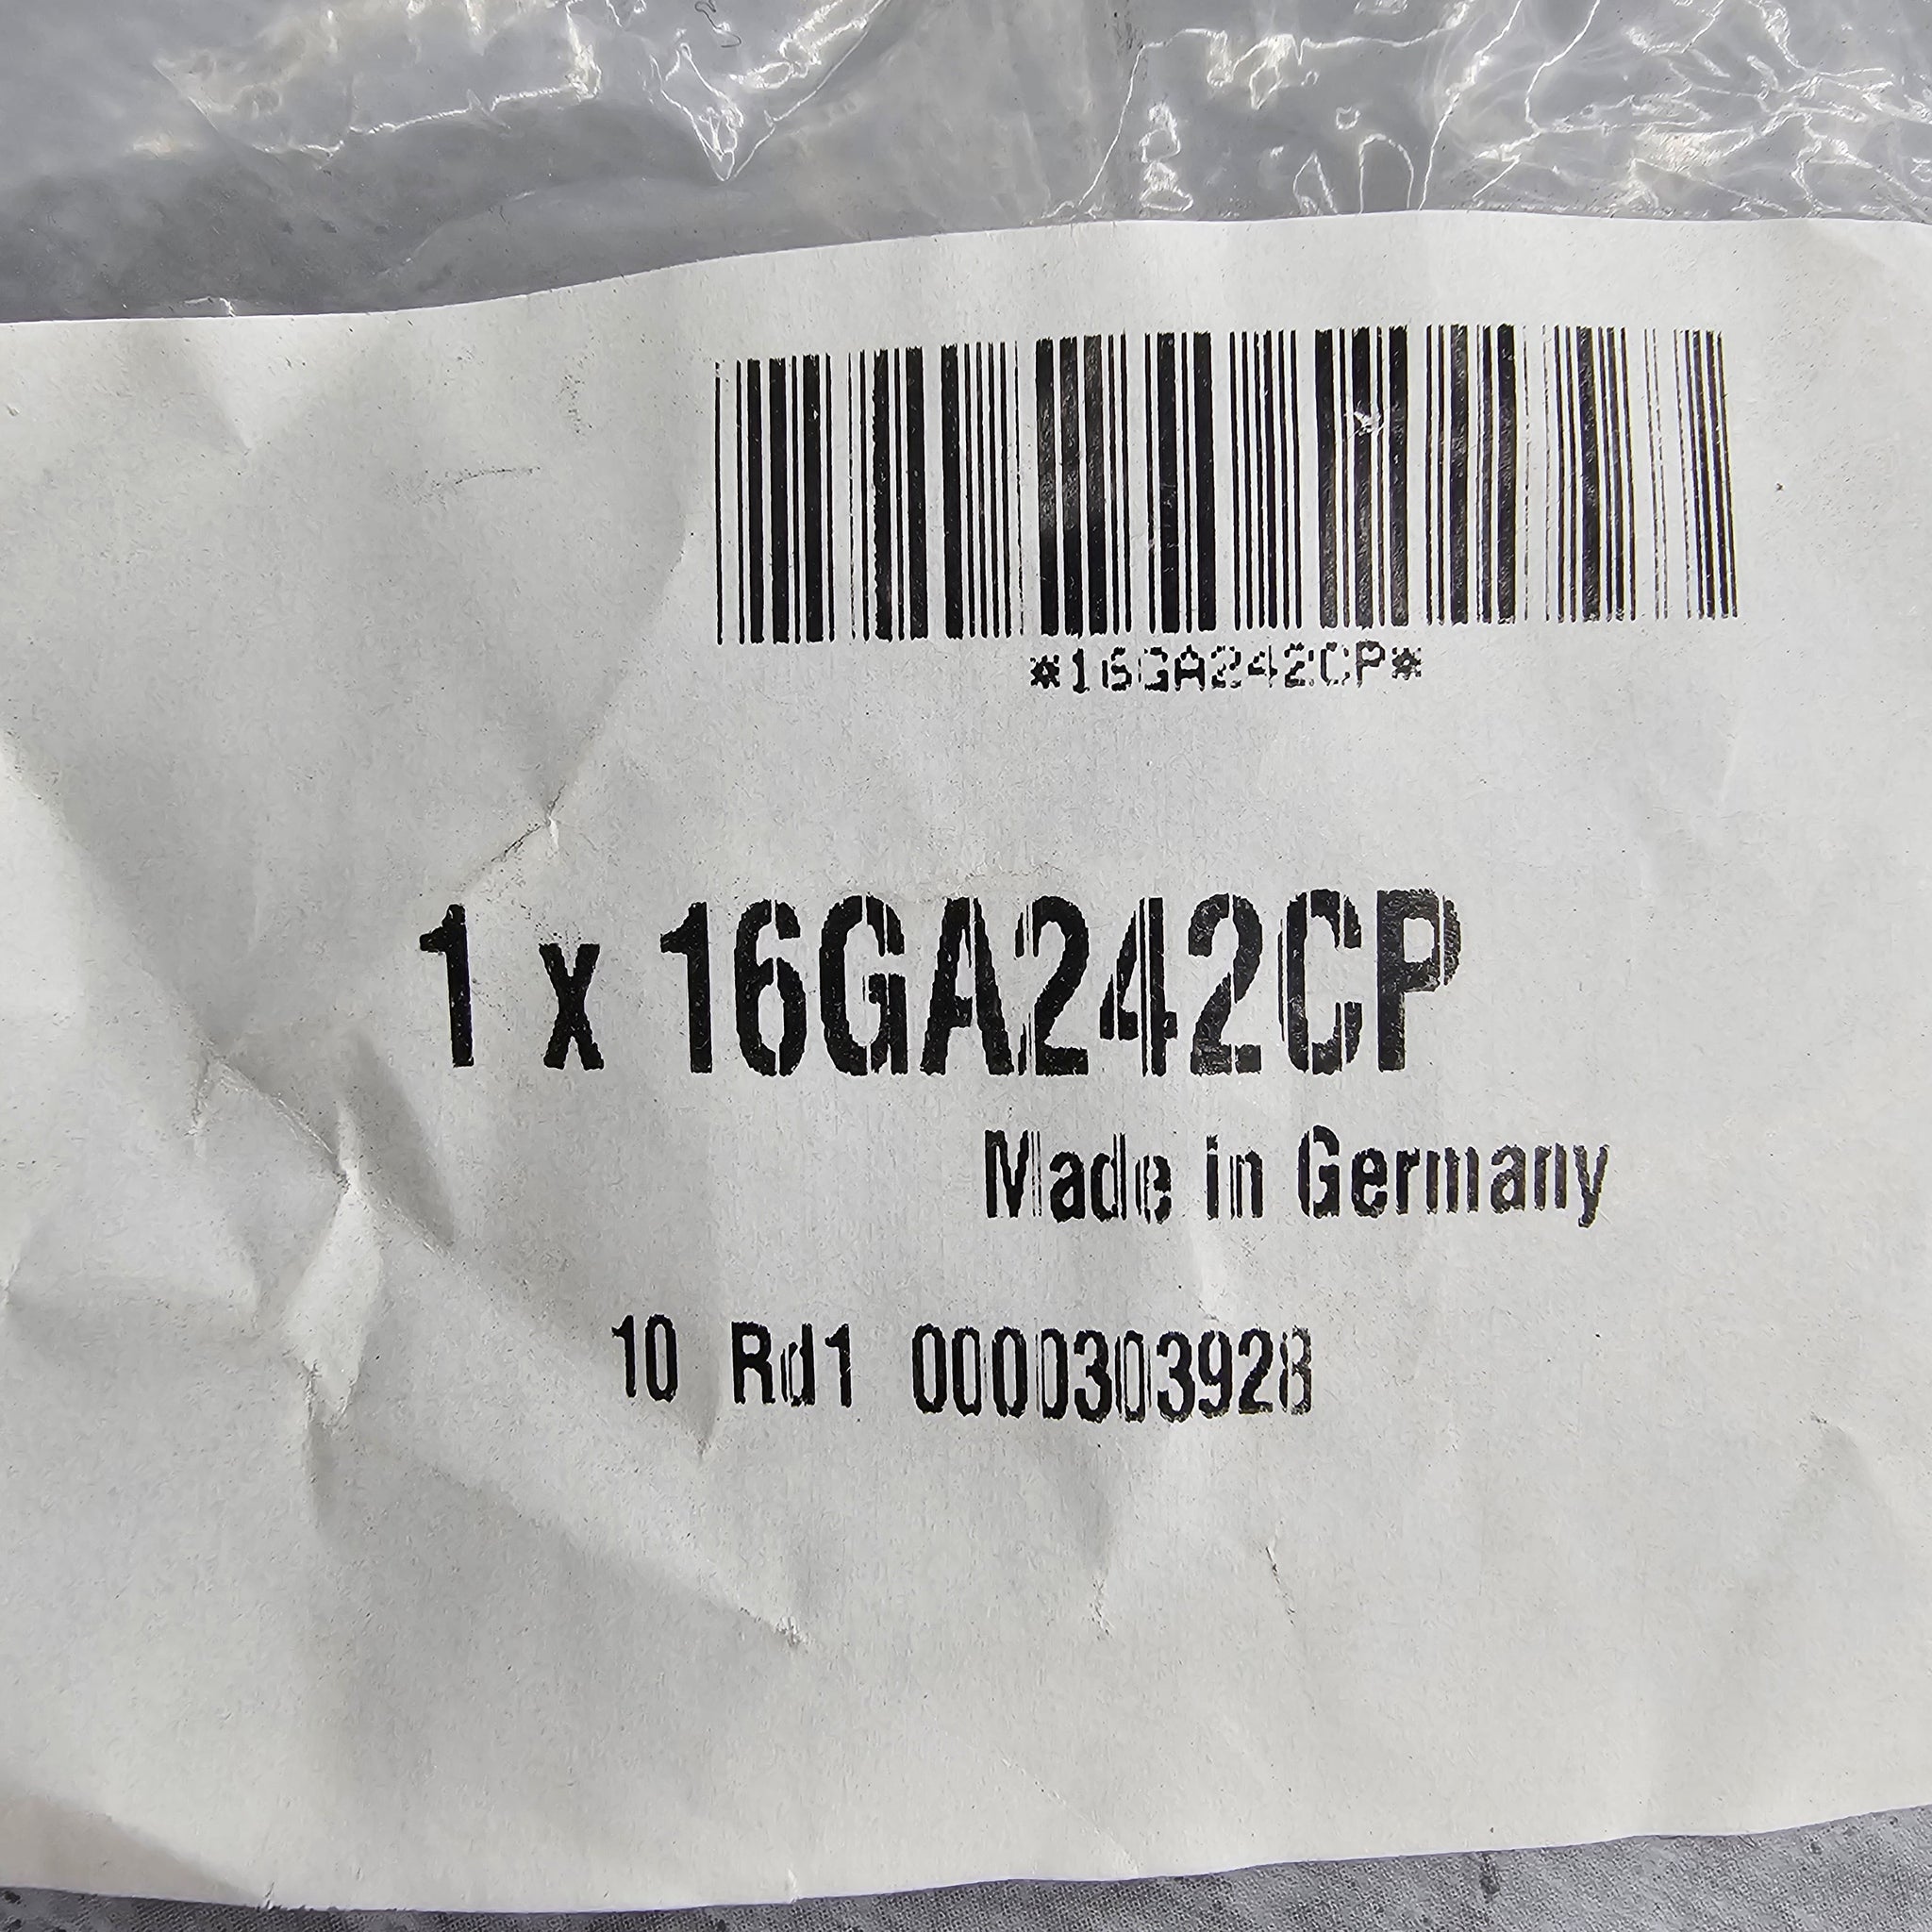 *16GA242CP*
1 x 16GA242CP
Made in Germany
10 Rd1 0000303928